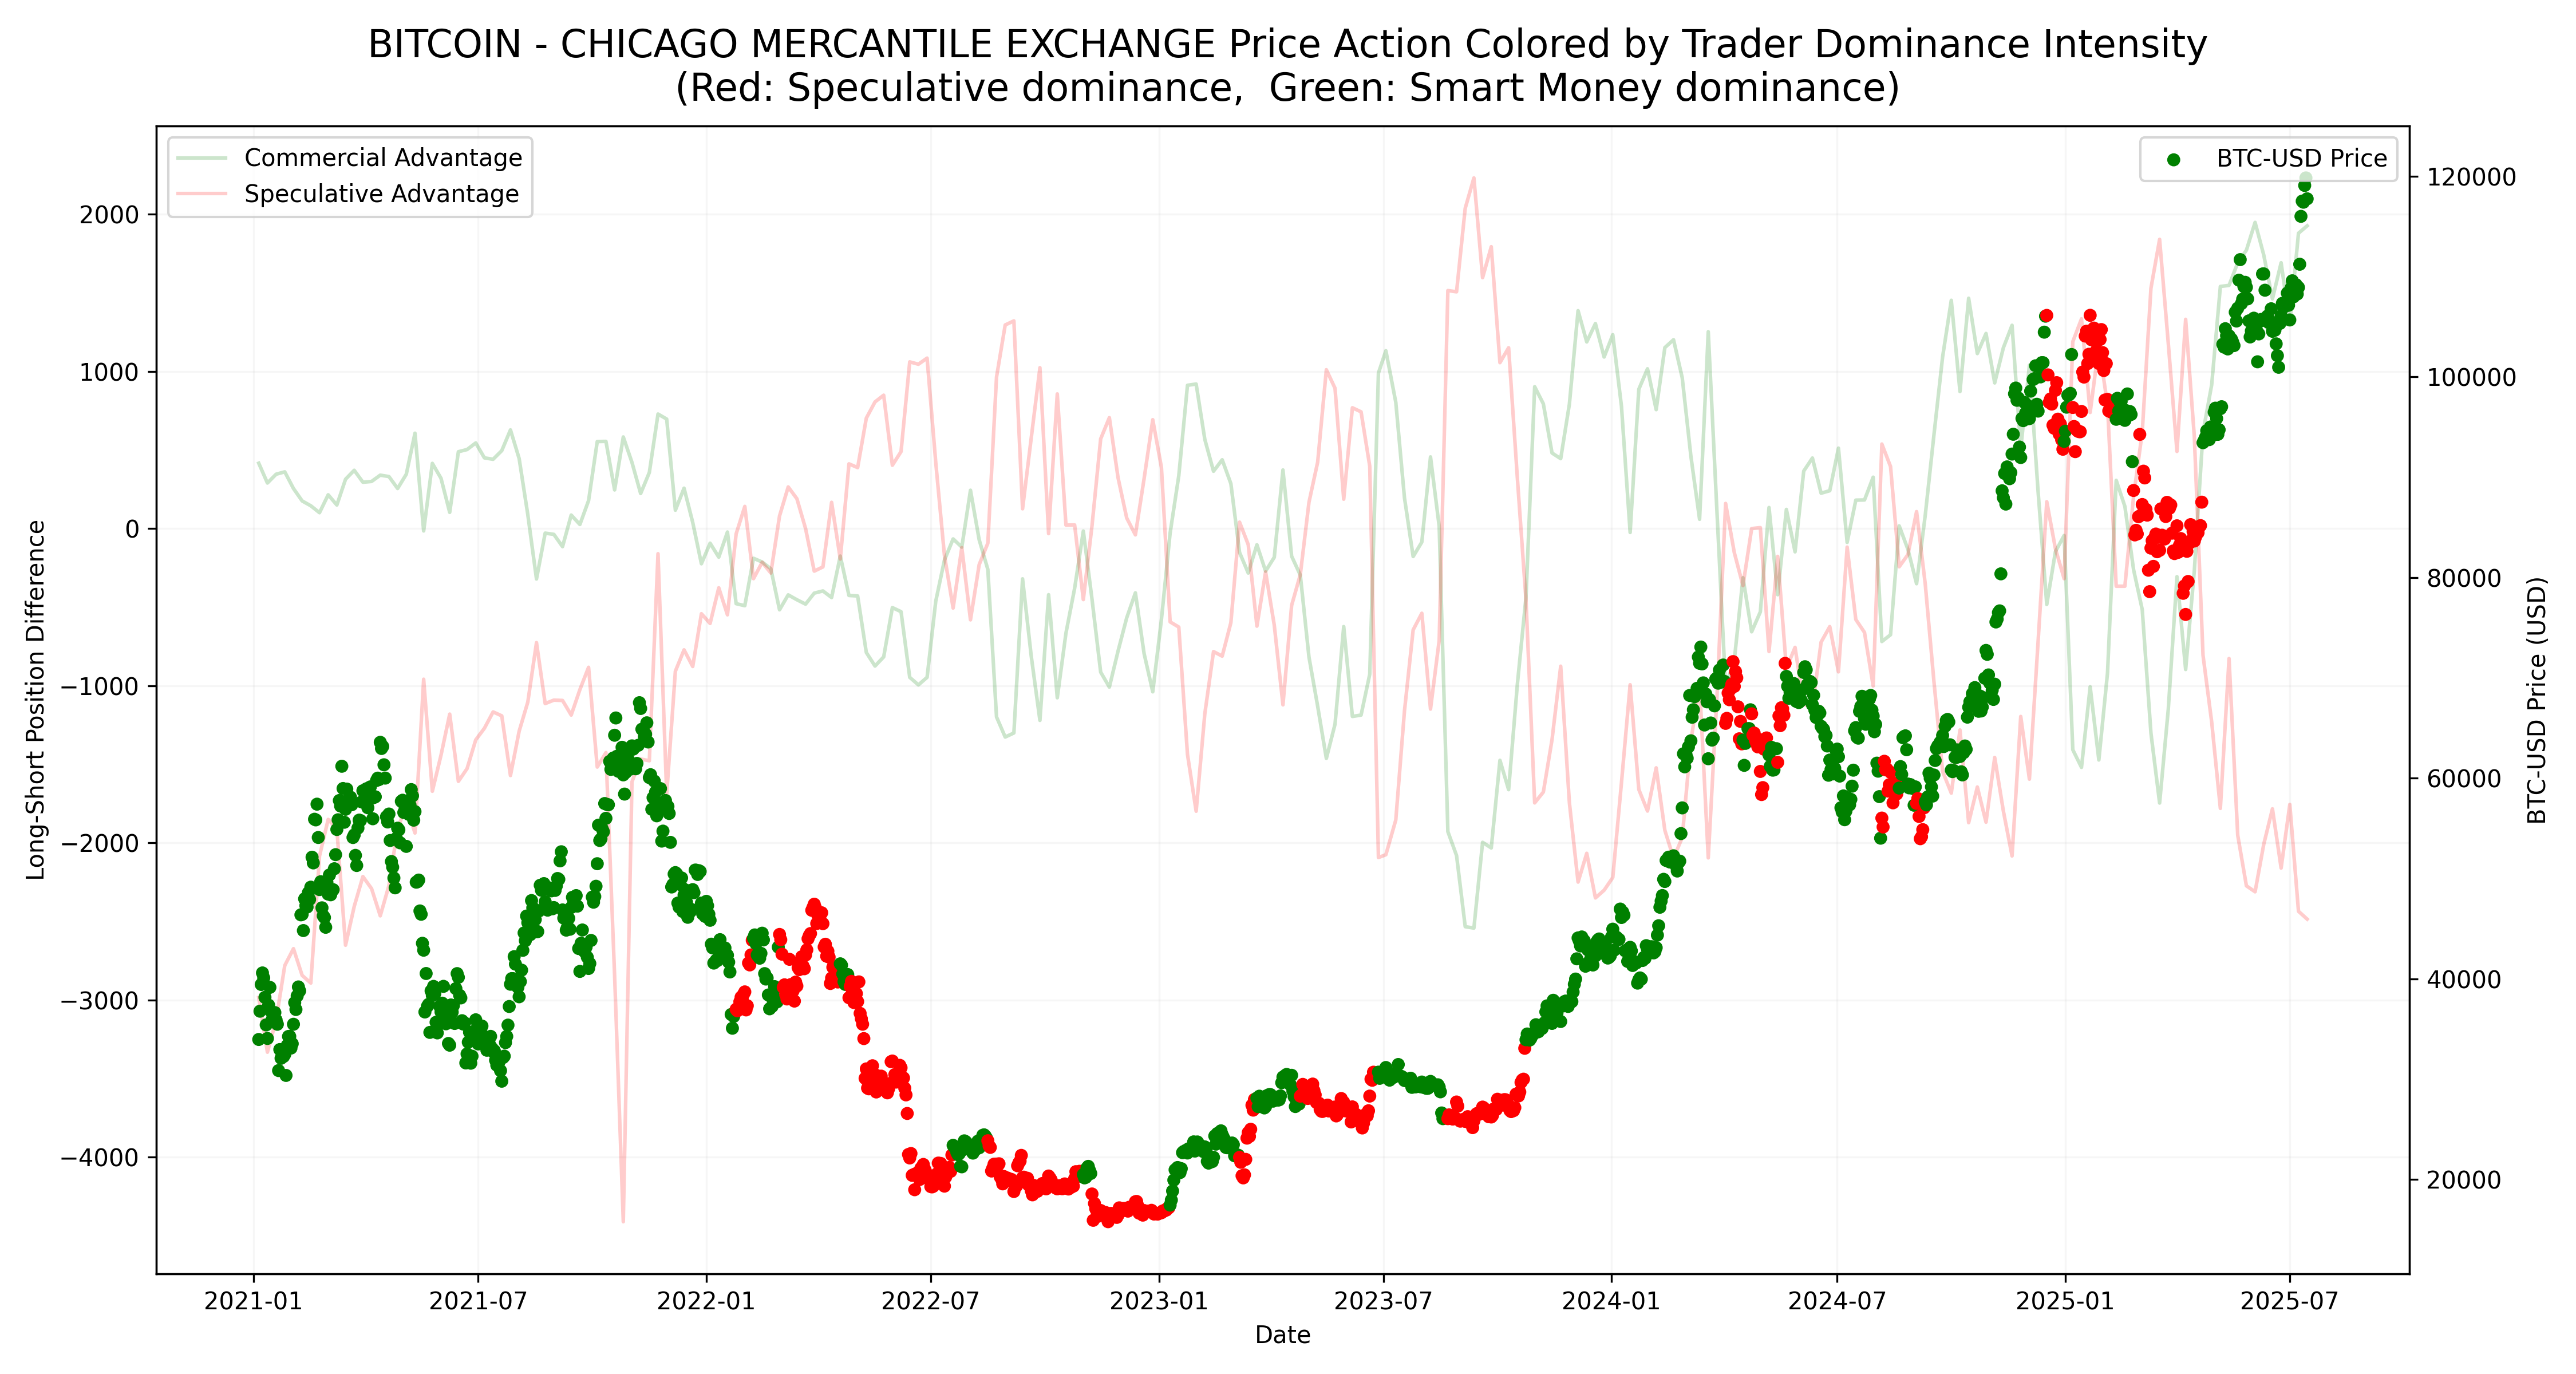 BITCOIN - CHICAGO MERCANTILE EXCHANGE Price Action Colored by Trader Dominance Intensity
(Red: Speculative dominance,  Green: Smart Money dominance)
Commercial Advantage
Speculative Advantage
BTC-USD Price
2000
1000
0
−1000
−2000
−3000
−4000
Long-Short Position Difference
120000
100000
80000
60000
40000
20000
BTC-USD Price (USD)
2021-01
2021-07
2022-01
2022-07
2023-01
2023-07
2024-01
2024-07
2025-01
2025-07
Date